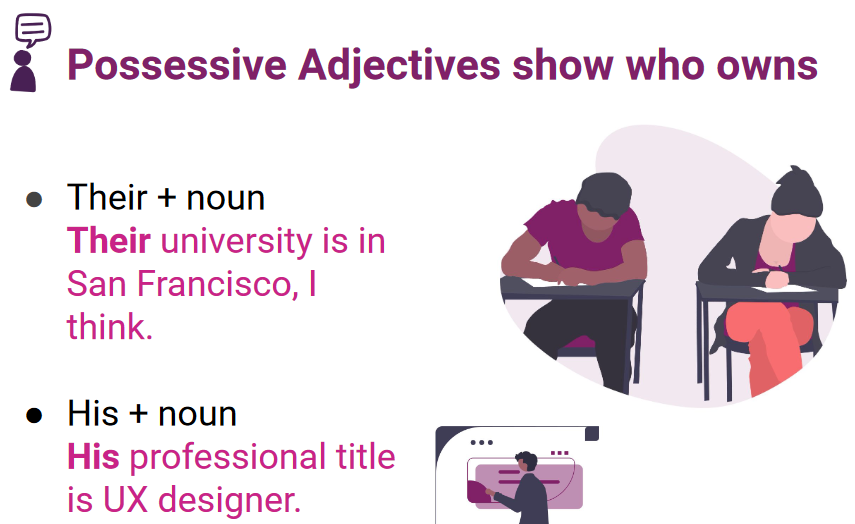 Possessive Adjectives show who owns
● Their + noun
Their university is in
San Francisco, I
think.
● His + noun
His professional title
is UX designer.